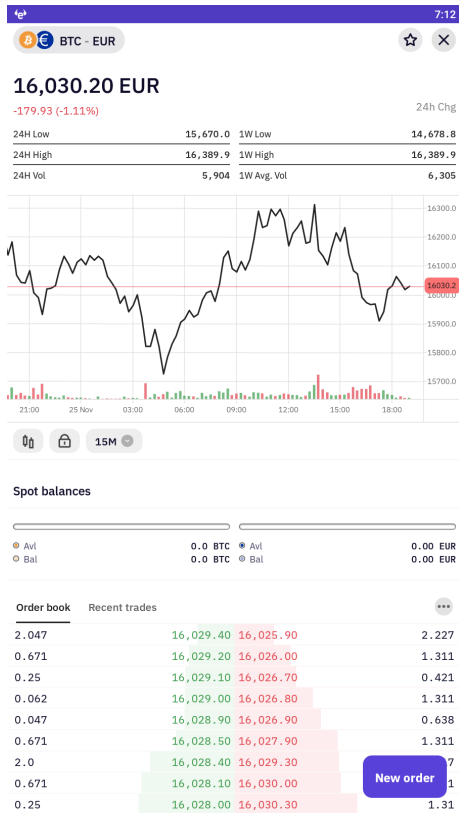 7:12
BTC - EUR
16,030.20 EUR
-179.93 (-1.11%)
24h Chg
24H Low 15,670.0 1W Low 14,678.8
24H High 16,389.9 1W High 16,389.9
24H Vol 5,904 1W Avg. Vol 6,305
16300.0
16200.0
16100.0
16030.2
16000.0
15900.0
15800.0
15700.0
21:00 25 Nov 03:00 06:00 09:00 12:00 15:00 18:00
15M
Spot balances
Avl 0.0 BTC Avl 0.00 EUR
Bal 0.0 BTC Bal 0.00 EUR
Order book Recent trades
2.047 16,029.40 16,025.90 2.227
0.671 16,029.20 16,026.00 1.311
0.25 16,029.10 16,026.70 0.421
0.062 16,029.00 16,026.80 1.311
0.047 16,028.90 16,026.90 0.638
0.671 16,028.50 16,027.90 1.311
2.0 16,028.40 16,029.30 7
0.671 16,028.10 16,030.00 1
0.25 16,028.00 16,030.30 1.31
New order